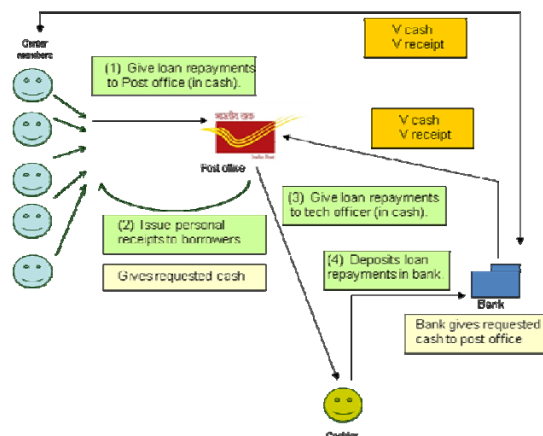 Center
members
V cash
V receipt
(1) Give loan repayments
to Post office (in cash).
V cash
V receipt
Post office
(3) Give loan repayments
to tech officer (in cash).
(2) Issue personal
receipts to borrowers
Gives requested cash
(4) Deposits loan
repayments in bank.
Bank
Bank gives requested
cash to post office
Cashier